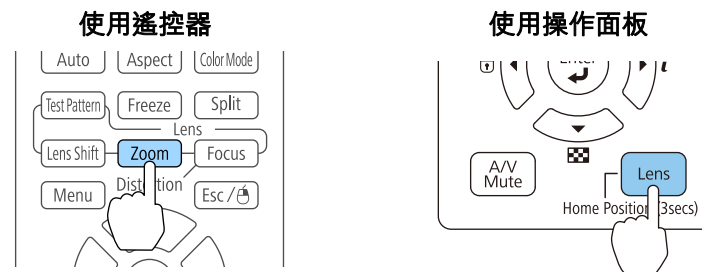 使用遙控器
Auto
Aspect
Color Mode
Test Pattern
Freeze
Split
Lens
Lens Shift
Zoom
Focus
Menu
Esc /
使用操作面板
i
A/V
Mute
Lens
Home Position (3secs)